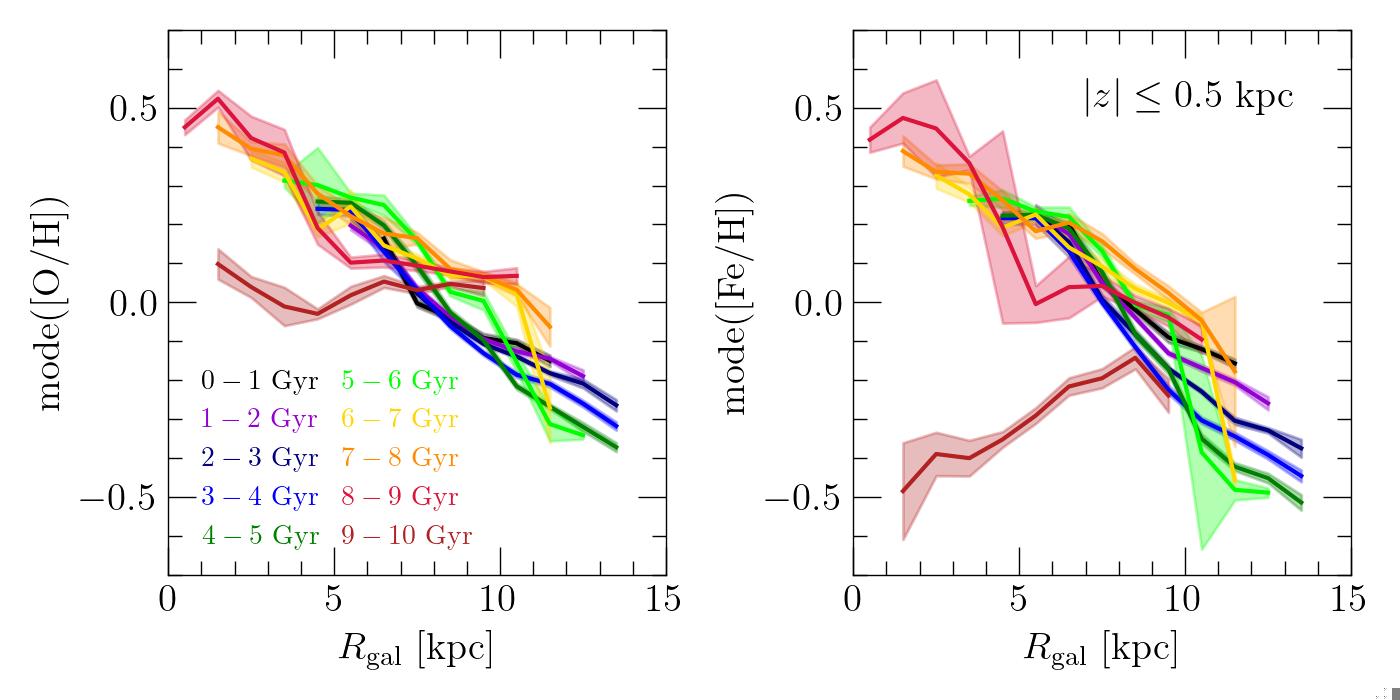 mode([O/H])
0.5
0.0
−0.5
0 − 1 Gyr 5 − 6 Gyr
1 − 2 Gyr 6 − 7 Gyr
2 − 3 Gyr 7 − 8 Gyr
3 − 4 Gyr 8 − 9 Gyr
4 − 5 Gyr 9 − 10 Gyr
0 5 10 15
R_gal [kpc]
mode([Fe/H])
|z| ≤ 0.5 kpc
0.5
0.0
−0.5
0 5 10 15
R_gal [kpc]